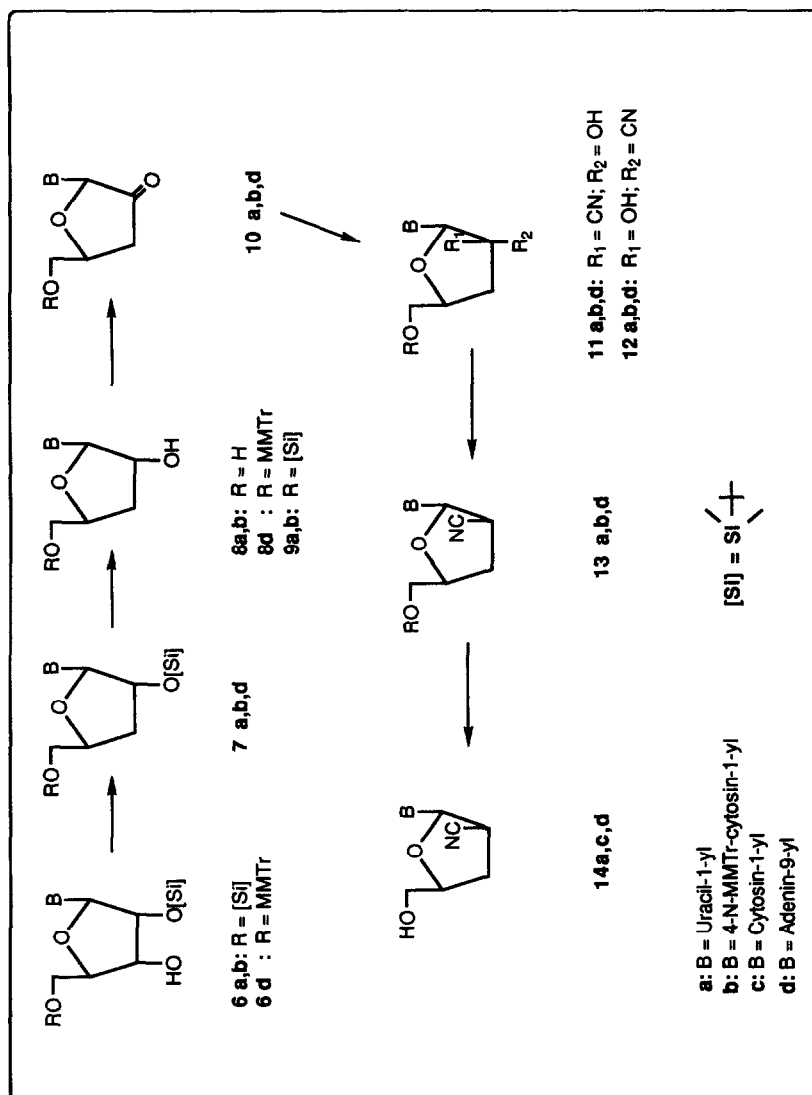 RO
O
B
HO
O[Si]
6 a,b: R = [Si]
6 d : R = MMTr
RO
O
B
O[Si]
7 a,b,d
RO
O
B
OH
8a,b: R = H
8d : R = MMTr
9a,b: R = [Si]
RO
O
B
O
10 a,b,d
HO
O
B
NC
14a,c,d
RO
O
B
NC
13 a,b,d
RO
O
B
R1
R2
11 a,b,d: R1 = CN; R2 = OH
12 a,b,d: R1 = OH; R2 = CN
a: B = Uracil-1-yl
b: B = 4-N-MMTr-cytosin-1-yl
c: B = Cytosin-1-yl
d: B = Adenin-9-yl
[Si] = Si